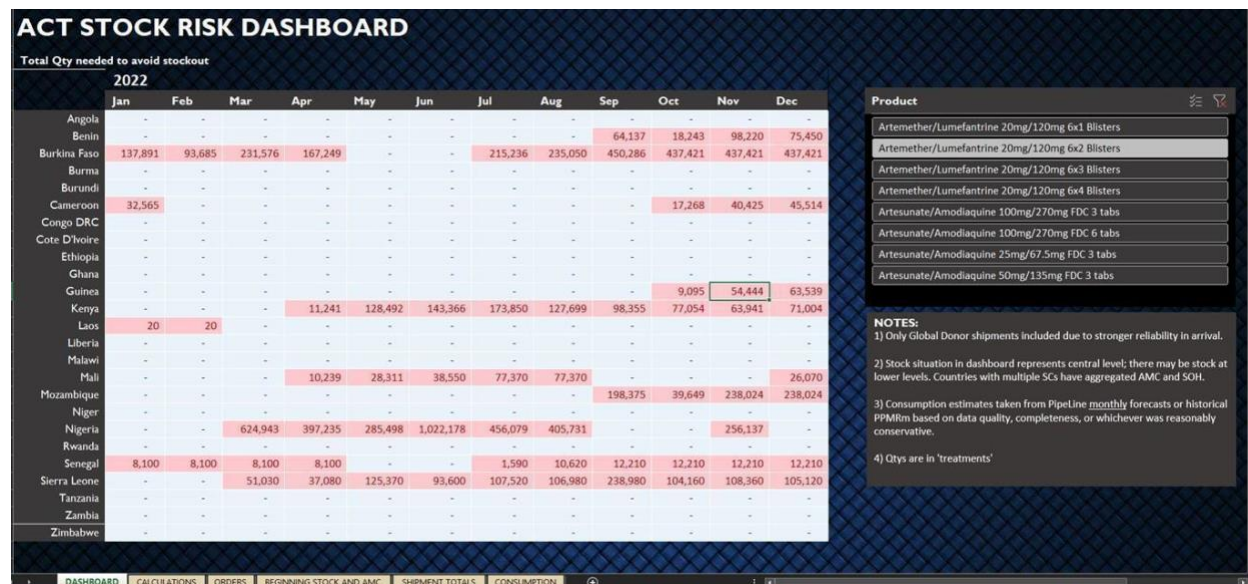 ACT STOCK RISK DASHBOARD
Total Qty needed to avoid stockout
2022
Jan Feb Mar Apr May Jun Jul Aug Sep Oct Nov Dec
Angola - - - - - - - - - - - -
Benin - - - - - - - - 64,137 18,243 98,220 75,450
Burkina Faso 137,891 93,685 231,576 167,249 - - 215,236 235,050 450,286 437,421 437,421 437,421
Burma - - - - - - - - - - - -
Burundi - - - - - - - - - - - -
Cameroon 32,565 - - - - - - - - 17,268 40,425 45,514
Congo DRC - - - - - - - - - - - -
Cote D'Ivoire - - - - - - - - - - - -
Ethiopia - - - - - - - - - - - -
Ghana - - - - - - - - - - - -
Guinea - - - - - - - - - 9,095 54,444 63,539
Kenya - - - 11,241 128,492 143,366 173,850 127,699 98,355 77,054 63,941 71,004
Laos 20 20 - - - - - - - - - -
Liberia - - - - - - - - - - - -
Malawi - - - - - - - - - - - -
Mali - - - 10,239 28,311 38,550 77,370 77,370 - - - 26,070
Mozambique - - - - - - - - 198,375 39,649 238,024 238,024
Niger - - - - - - - - - - - -
Nigeria - - 624,943 397,235 285,498 1,022,178 456,079 405,731 - - 256,137 -
Rwanda - - - - - - - - - - - -
Senegal 8,100 8,100 8,100 8,100 - - 1,590 10,620 12,210 12,210 12,210 12,210
Sierra Leone - - 51,030 37,080 125,370 93,600 107,520 106,980 238,980 104,160 108,360 105,120
Tanzania - - - - - - - - - - - -
Zambia - - - - - - - - - - - -
Zimbabwe - - - - - - - - - - - -
Product
Artemether/Lumefantrine 20mg/120mg 6x1 Blisters
Artemether/Lumefantrine 20mg/120mg 6x2 Blisters
Artemether/Lumefantrine 20mg/120mg 6x3 Blisters
Artemether/Lumefantrine 20mg/120mg 6x4 Blisters
Artesunate/Amodiaquine 100mg/270mg FDC 3 tabs
Artesunate/Amodiaquine 100mg/270mg FDC 6 tabs
Artesunate/Amodiaquine 25mg/67.5mg FDC 3 tabs
Artesunate/Amodiaquine 50mg/135mg FDC 3 tabs
NOTES:
1) Only Global Donor shipments included due to stronger reliability in arrival.
2) Stock situation in dashboard represents central level; there may be stock at
lower levels. Countries with multiple SCs have aggregated AMC and SOH.
3) Consumption estimates taken from PipeLine monthly forecasts or historical
PPMRm based on data quality, completeness, or whichever was reasonably
conservative.
4) Qtys are in 'treatments'
DASHBOARD CALCULATIONS ORDERS BEGINNING STOCK AND AMC SHIPMENT TOTALS CONSUMPTION